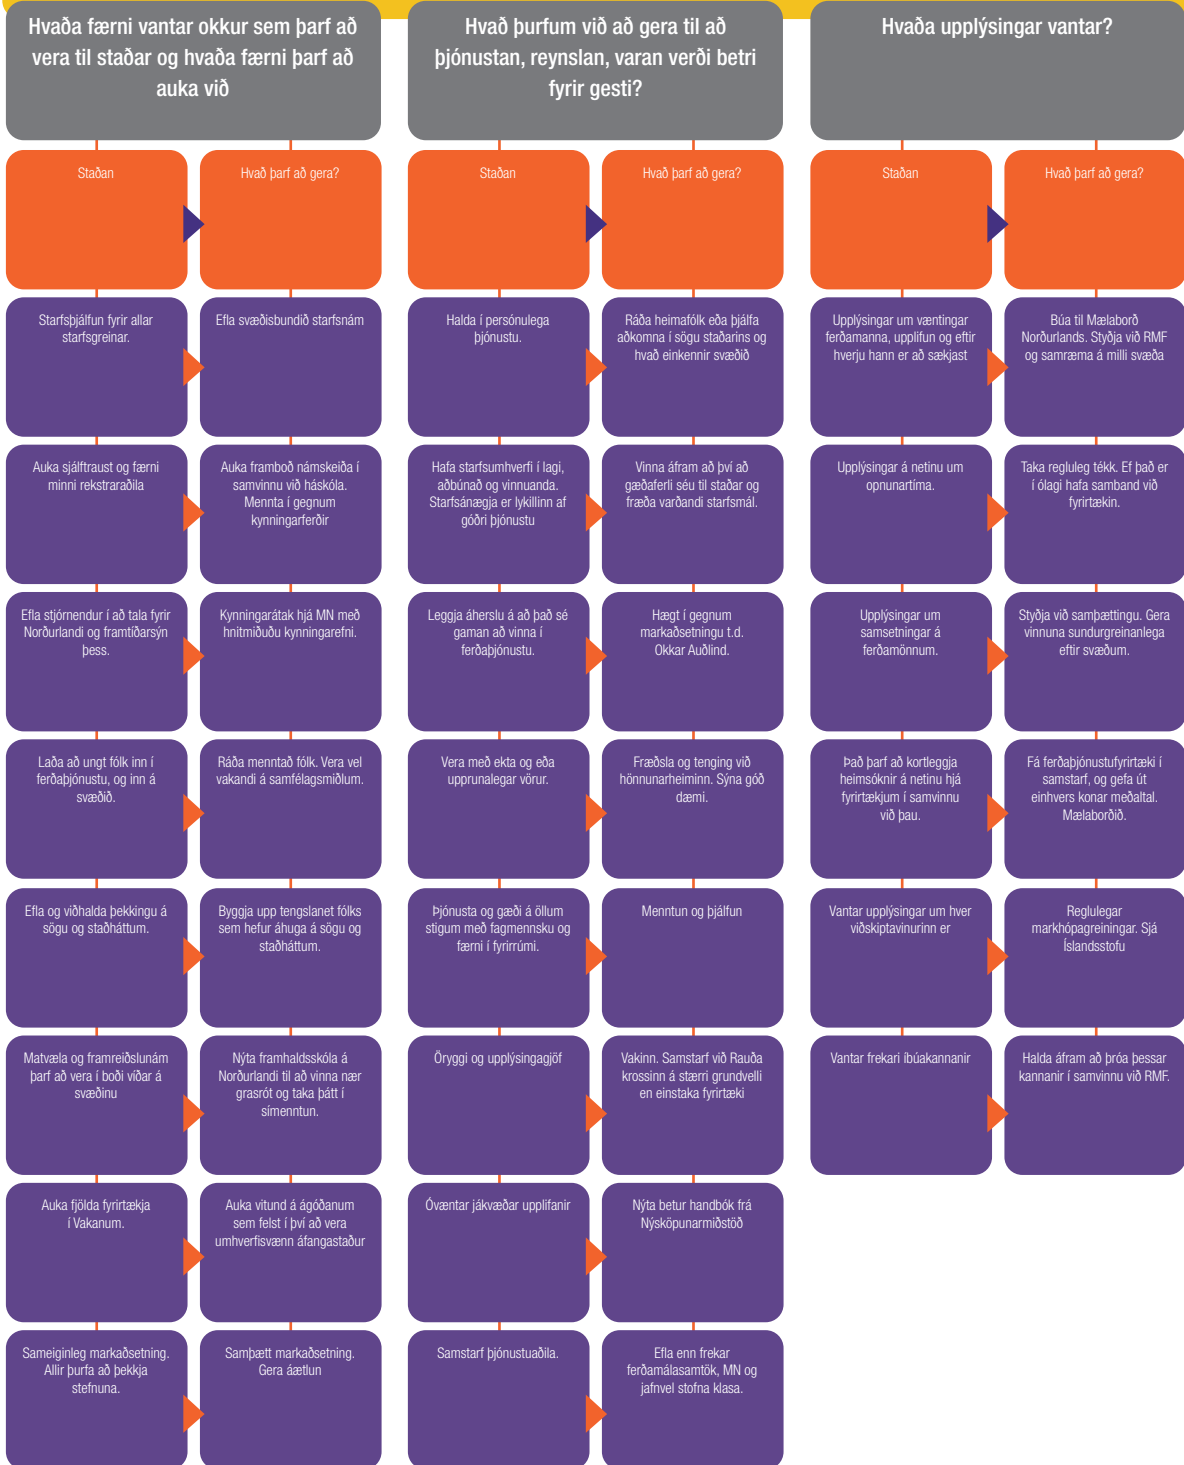 Hvaða færni vantar okkur sem þarf að
vera til staðar og hvaða færni þarf að
auka við
Hvað þurfum við að gera til að
þjónustan, reynslan, varan verði betri
fyrir gesti?
Hvaða upplýsingar vantar?
Staðan
Hvað þarf að gera?
Staðan
Hvað þarf að gera?
Staðan
Hvað þarf að gera?
Starfsþjálfun fyrir allar
starfsgreinar.
Efla svæðisbundið starfsnám
Halda í persónulega
þjónustu.
Ráða heimafólk eða þjálfa
aðkomna í sögu staðarins og
hvað einkennir svæðið
Upplýsingar um væntingar
ferðamanna, upplifun og eftir
hverju hann er að sækjast
Búa til Mælaborð
Norðurlands. Styðja við RMF
og samræma á milli svæða
Auka sjálftraust og færni
minni rekstraraðila
Auka framboð námskeiða í
samvinnu við háskóla.
Mennta í gegnum
kynningarferðir
Hafa starfsumhverfi í lagi,
aðbúnað og vinnuanda.
Starfsánægja er lykillinn af
góðri þjónustu
Vinna áfram að því að
gæðaferli séu til staðar og
fræða varðandi starfsmál.
Upplýsingar á netinu um
opnunartíma.
Taka regluleg tékk. Ef það er
í ólagi hafa samband við
fyrirtækin.
Efla stjórnendur í að tala fyrir
Norðurlandi og framtíðarsýn
þess.
Kynningarátak hjá MN með
hnitmiðuðu kynningarefni.
Leggja áherslu á að það sé
gaman að vinna í
ferðaþjónustu.
Hægt í gegnum
markaðsetningu t.d.
Okkar Auðlind.
Upplýsingar um
samsetningar á
ferðamönnum.
Styðja við samþættingu. Gera
vinnuna sundurgreinanlega
eftir svæðum.
Laða að ungt fólk inn í
ferðaþjónustu, og inn á
svæðið.
Ráða menntað fólk. Vera vel
vakandi á samfélagsmiðlum.
Vera með ekta og eða
upprunalegar vörur.
Fræðsla og tenging við
hönnunarheiminn. Sýna góð
dæmi.
Það þarf að kortleggja
heimsóknir á netinu hjá
fyrirtækjum í samvinnu
við þau.
Fá ferðaþjónustufyrirtæki í
samstarf, og gefa út
einhvers konar meðaltal.
Mælaborðið.
Efla og viðhalda þekkingu á
sögu og staðháttum.
Byggja upp tengslanet fólks
sem hefur áhuga á sögu og
staðháttum.
Þjónusta og gæði á öllum
stigum með fagmennsku og
færni í fyrirrúmi.
Menntun og þjálfun
Vantar upplýsingar um hver
viðskiptavinurinn er
Reglulegar
markhópagreiningar. Sjá
Íslandsstofu
Matvæla og framreiðslunám
þarf að vera í boði víðar á
svæðinu
Nýta framhaldsskóla á
Norðurlandi til að vinna nær
grasrót og taka þátt í
símenntun.
Öryggi og upplýsingagjöf
Vakinn. Samstarf við Rauða
krossinn á stærri grundvelli
en einstaka fyrirtæki
Vantar frekari íbúakannanir
Halda áfram að þróa þessar
kannanir í samvinnu við RMF.
Auka fjölda fyrirtækja
í Vakanum.
Auka vitund á ágóðanum
sem felst í því að vera
umhverfisvænn áfangastaður
Óvæntar jákvæðar upplifanir
Nýta betur handbók frá
Nýsköpunarmiðstöð
Sameiginleg markaðsetning.
Allir þurfa að þekkja
stefnuna.
Samþætt markaðsetning.
Gera áætlun
Samstarf þjónustuaðila.
Efla enn frekar
ferðamálasamtök, MN og
jafnvel stofna klasa.